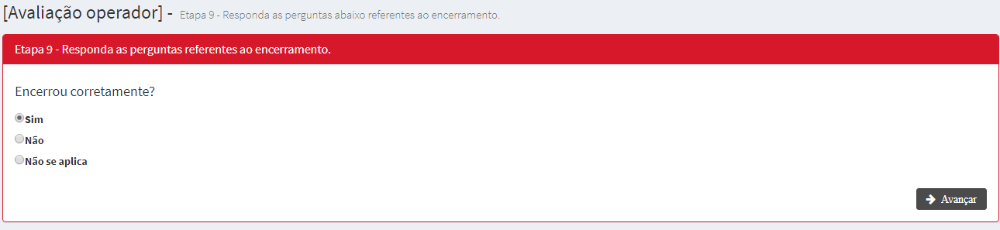 [Avaliação operador] - Etapa 9 - Responda as perguntas abaixo referentes ao encerramento.
Etapa 9 - Responda as perguntas referentes ao encerramento.
Encerrou corretamente?
Sim
Não
Não se aplica
Avançar